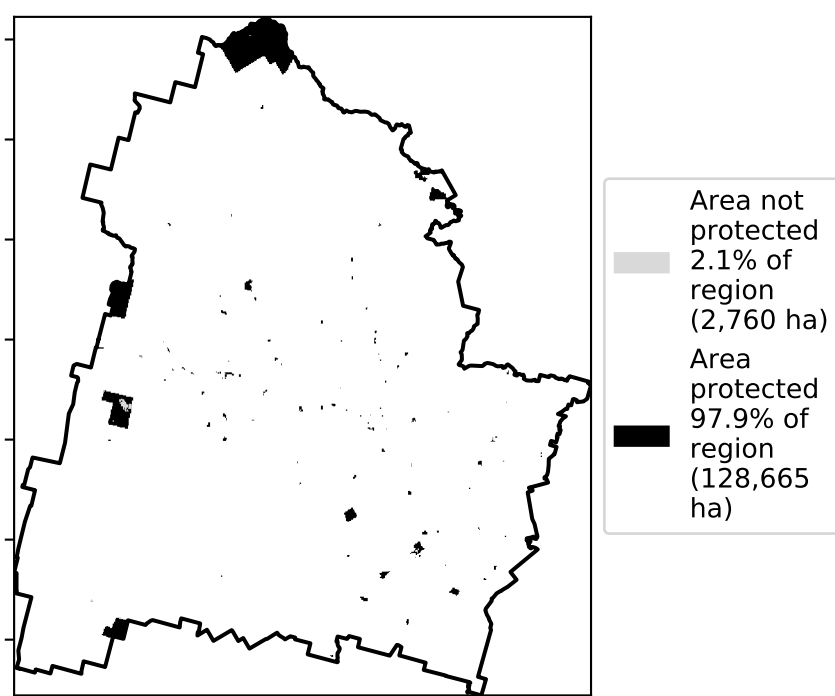 Area not
protected
2.1% of
region
(2,760 ha)
Area
protected
97.9% of
region
(128,665
ha)